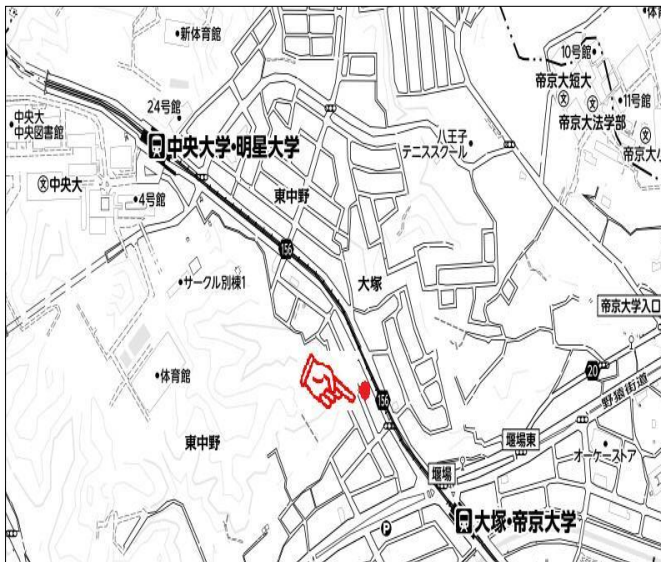 新体育館
10号館
帝京大短大
11号館
帝京大法学部
24号館
中央大
中央図書館
中央大学・明星大学
八王子
テニススクール
文
中央大
4号館
東中野
156
サークル別棟1
大塚
帝京大学入口
体育館
20
野猿街道
156
東中野
堰場東
堰場
オーケーストア
大塚・帝京大学
P